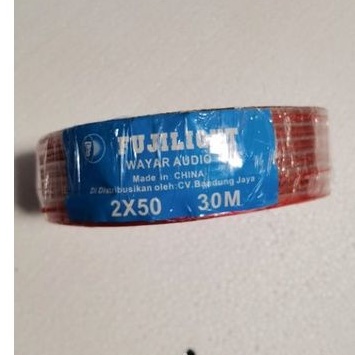 FUJILIGHT
WAYAR AUDIO
Made in CHINA
Di Distribusikan oleh: CV. Bandung Jaya
2X50 30M